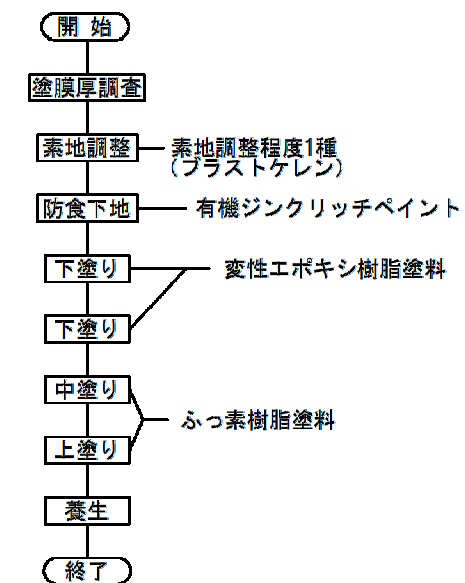 開 始
塗膜厚調査
素地調整
素地調整程度1種
(ブラストケレン)
防食下地
有機ジンクリッチペイント
下塗り
変性エポキシ樹脂塗料
下塗り
中塗り
ふっ素樹脂塗料
上塗り
養生
終了